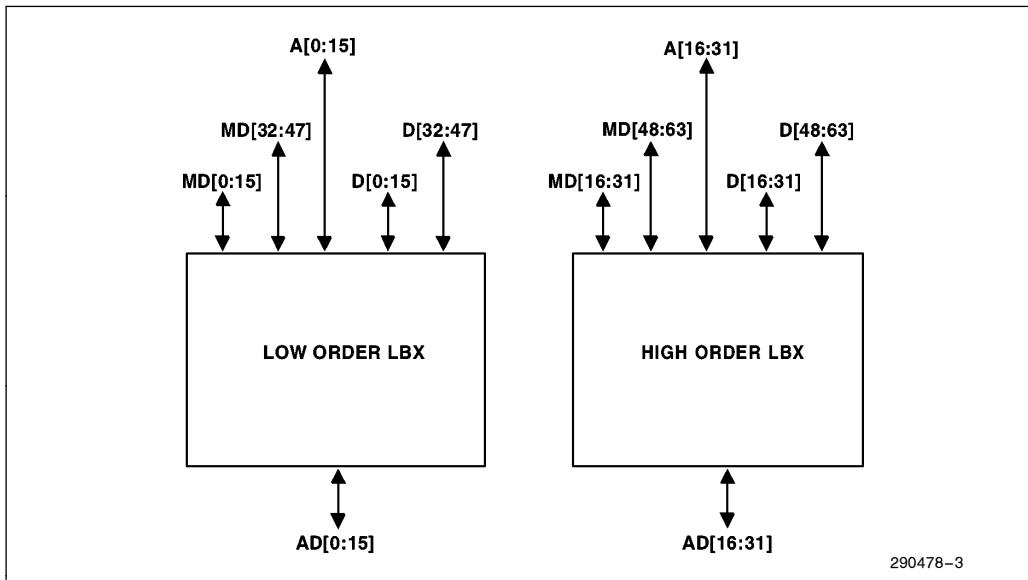 A[0:15]
A[16:31]
MD[32:47]
D[32:47]
MD[48:63]
D[48:63]
MD[0:15]
D[0:15]
MD[16:31]
D[16:31]
LOW ORDER LBX
HIGH ORDER LBX
AD[0:15]
AD[16:31]
290478–3